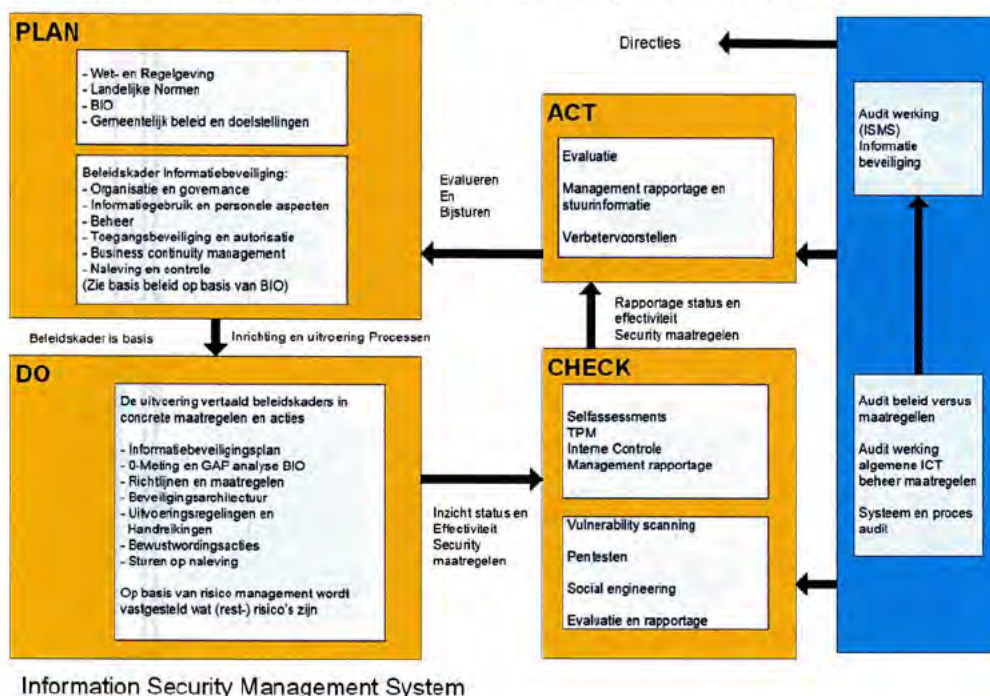 PLAN
- Wet- en Regelgeving
- Landelijke Normen
- BIO
- Gemeentelijk beleid en doelstellingen
Beleidskader Informatiebeveiliging:
- Organisatie en governance
- Informatiegebruik en personele aspecten
- Beheer
- Toegangsbeveiliging en autorisatie
- Business continuity management
- Naleving en controle
(Zie basis beleid op basis van BIO)
Evalueren
En
Bijsturen
Directies
ACT
Evaluatie
Management rapportage en
stuurinformatie
Verbetervoorstellen
Audit werking
(ISMS)
Informatie
beveiliging
Beleidskader is basis
Inrichting en uitvoering Processen
Rapportage status en
effectiviteit
Security maatregelen
DO
De uitvoering vertaald beleidskaders in
concrete maatregelen en acties
- Informatiebeveiligingsplan
- 0-Meting en GAP analyse BIO
- Richtlijnen en maatregelen
- Beveiligingsarchitectuur
- Uitvoeringsregelingen en
Handreikingen
- Bewustwordingsacties
- Sturen op naleving
Op basis van risico management wordt
vastgesteld wat (rest-) risico's zijn
Inzicht status en
Effectiviteit
Security
maatregelen
CHECK
Selfassessments
TPM
Interne Controle
Management rapportage
Vulnerability scanning
Pentesten
Social engineering
Evaluatie en rapportage
Audit beleid versus
maatregellen
Audit werking
algemene ICT
beheer maatregelen
Systeem en proces
audit
Information Security Management System